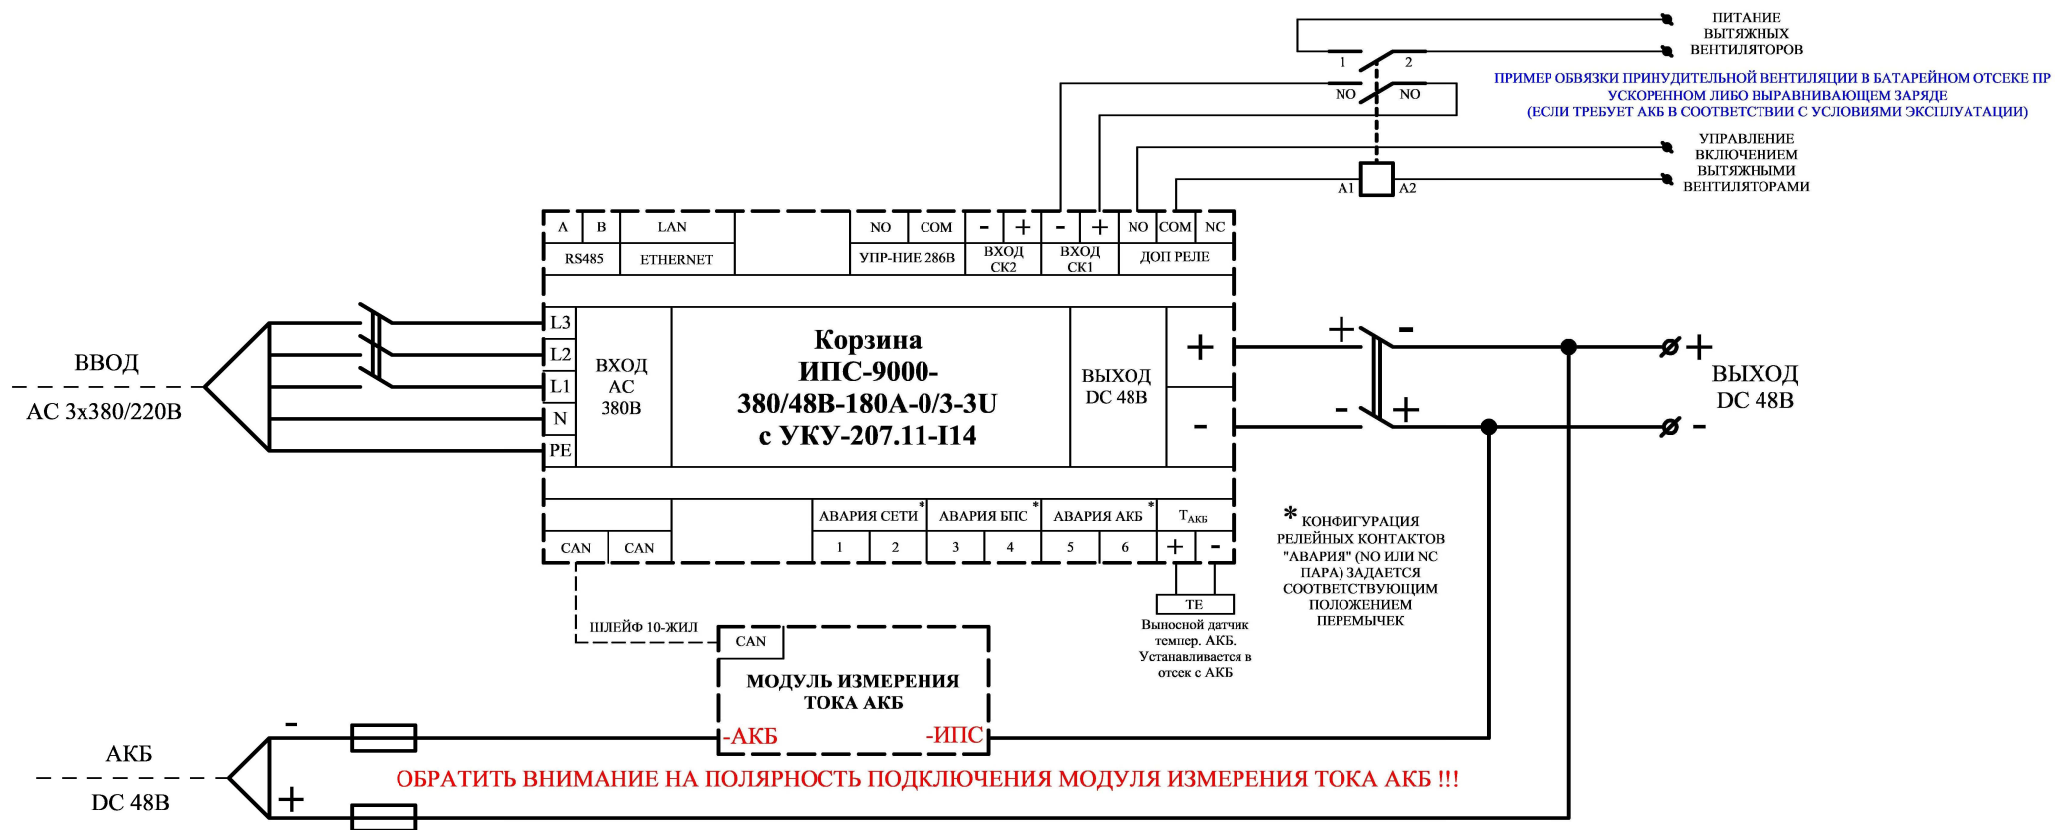 ПИТАНИЕ
ВЫТЯЖНЫХ
ВЕНТИЛЯТОРОВ
1
2
NO
NO
ПРИМЕР ОБВЯЗКИ ПРИНУДИТЕЛЬНОЙ ВЕНТИЛЯЦИИ В БАТАРЕЙНОМ ОТСЕКЕ ПР
УСКОРЕННОМ ЛИБО ВЫРАВНИВАЮЩЕМ ЗАРЯДЕ
(ЕСЛИ ТРЕБУЕТ АКБ В СООТВЕТСТВИИ С УСЛОВИЯМИ ЭКСПЛУАТАЦИИ)
УПРАВЛЕНИЕ
ВКЛЮЧЕНИЕМ
ВЫТЯЖНЫМИ
ВЕНТИЛЯТОРАМИ
A1
A2
A
B
LAN
NO
COM
-
+
-
+
NO
COM
NC
RS485
ETHERNET
УПР-НИЕ 286В
ВХОД
СК2
ВХОД
СК1
ДОП РЕЛЕ
ВВОД
АС 3х380/220В
L3
L2
L1
N
PE
ВХОД
АС
380В
Корзина
ИПС-9000-
380/48В-180А-0/3-3U
с УКУ-207.11-I14
ВЫХОД
DC 48В
+
-
+
-
-
+
+
-
ВЫХОД
DC 48В
АВАРИЯ СЕТИ*
АВАРИЯ БПС*
АВАРИЯ АКБ*
ТАКБ
CAN
CAN
1
2
3
4
5
6
+
-
* КОНФИГУРАЦИЯ
РЕЛЕЙНЫХ КОНТАКТОВ
"АВАРИЯ" (NO ИЛИ NC
ПАРА) ЗАДАЕТСЯ
СООТВЕТСТВУЮЩИМ
ПОЛОЖЕНИЕМ
ПЕРЕМЫЧЕК
ТЕ
Выносной датчик
темпер. АКБ.
Устанавливается в
отсек с АКБ
ШЛЕЙФ 10-ЖИЛ
CAN
МОДУЛЬ ИЗМЕРЕНИЯ
ТОКА АКБ
-АКБ
-ИПС
-
АКБ
DC 48В
+
ОБРАТИТЬ ВНИМАНИЕ НА ПОЛЯРНОСТЬ ПОДКЛЮЧЕНИЯ МОДУЛЯ ИЗМЕРЕНИЯ ТОКА АКБ !!!